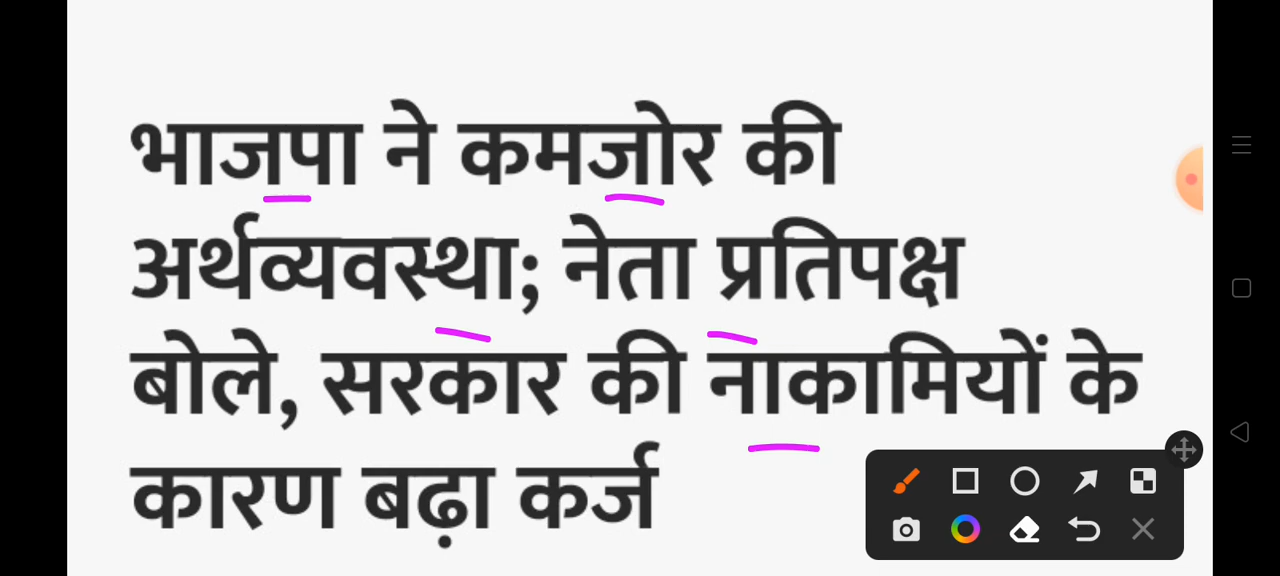 भाजपा ने कमजोर की
अर्थव्यवस्था; नेता प्रतिपक्ष
बोले, सरकार की नाकामियों के
कारण बढ़ा कर्ज